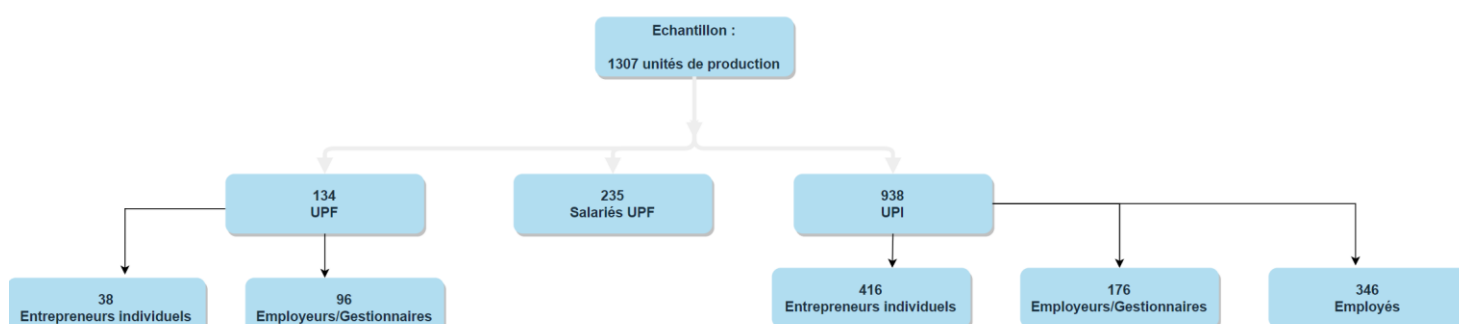 Echantillon :
1307 unités de production
134
UPF
235
Salariés UPF
938
UPI
38
Entrepreneurs individuels
96
Employeurs/Gestionnaires
416
Entrepreneurs individuels
176
Employeurs/Gestionnaires
346
Employés